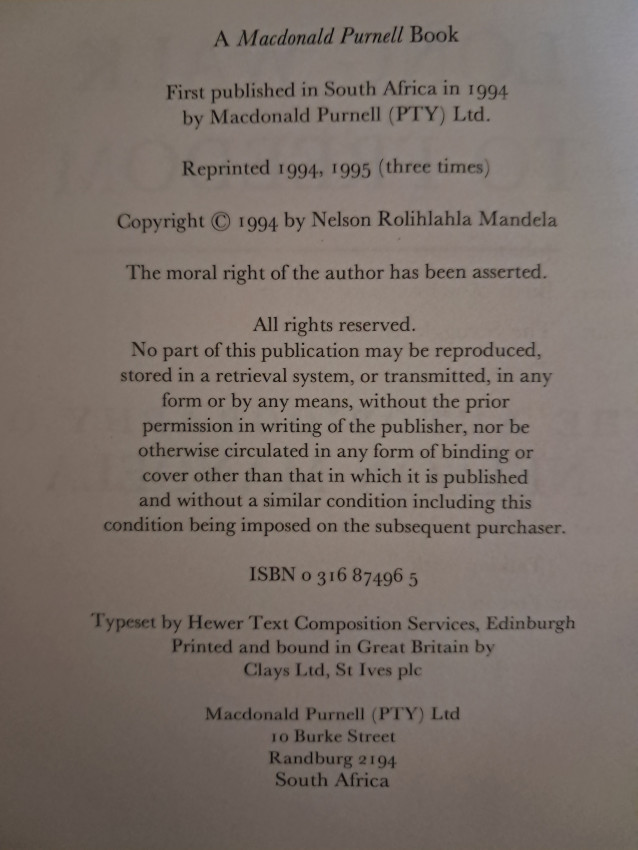 A Macdonald Purnell Book
First published in South Africa in 1994
by Macdonald Purnell (PTY) Ltd.
Reprinted 1994, 1995 (three times)
Copyright © 1994 by Nelson Rolihlahla Mandela
The moral right of the author has been asserted.
All rights reserved.
No part of this publication may be reproduced,
stored in a retrieval system, or transmitted, in any
form or by any means, without the prior
permission in writing of the publisher, nor be
otherwise circulated in any form of binding or
cover other than that in which it is published
and without a similar condition including this
condition being imposed on the subsequent purchaser.
ISBN 0 316 87496 5
Typeset by Hewer Text Composition Services, Edinburgh
Printed and bound in Great Britain by
Clays Ltd, St Ives plc
Macdonald Purnell (PTY) Ltd
10 Burke Street
Randburg 2194
South Africa